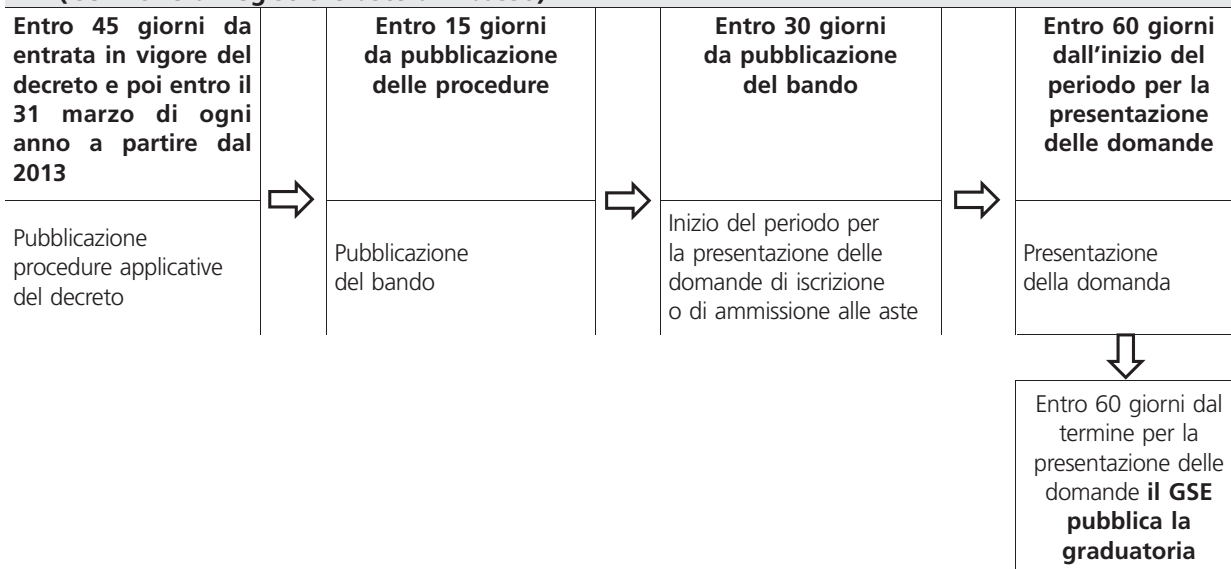 Entro 45 giorni da
entrata in vigore del
decreto e poi entro il
31 marzo di ogni
anno a partire dal
2013
Pubblicazione
procedure applicative
del decreto
Entro 15 giorni
da pubblicazione
delle procedure
Pubblicazione
del bando
Entro 30 giorni
da pubblicazione
del bando
Inizio del periodo per
la presentazione delle
domande di iscrizione
o di ammissione alle aste
Entro 60 giorni
dall'inizio del
periodo per la
presentazione
delle domande
Presentazione
della domanda
Entro 60 giorni dal
termine per la
presentazione delle
domande il GSE
pubblica la
graduatoria